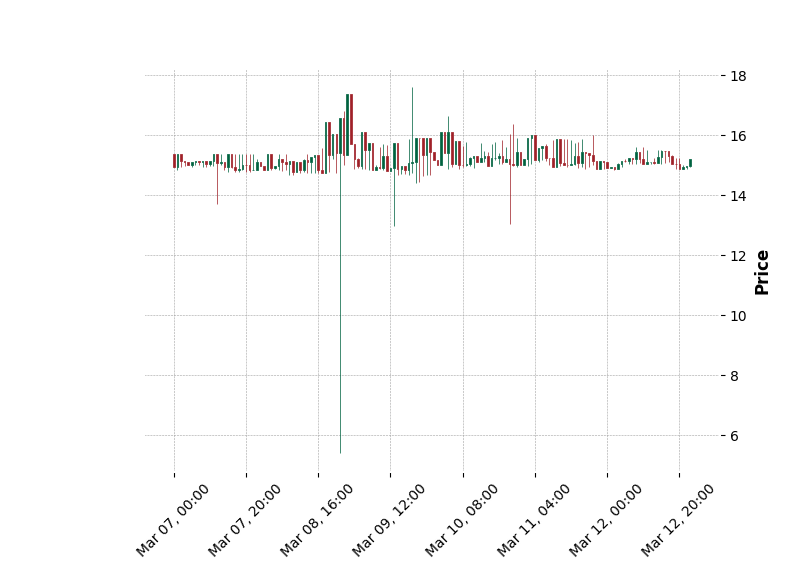 18
16
14
12
10
8
6
Price
Mar 07, 00:00
Mar 07, 20:00
Mar 08, 16:00
Mar 09, 12:00
Mar 10, 08:00
Mar 11, 04:00
Mar 12, 00:00
Mar 12, 20:00